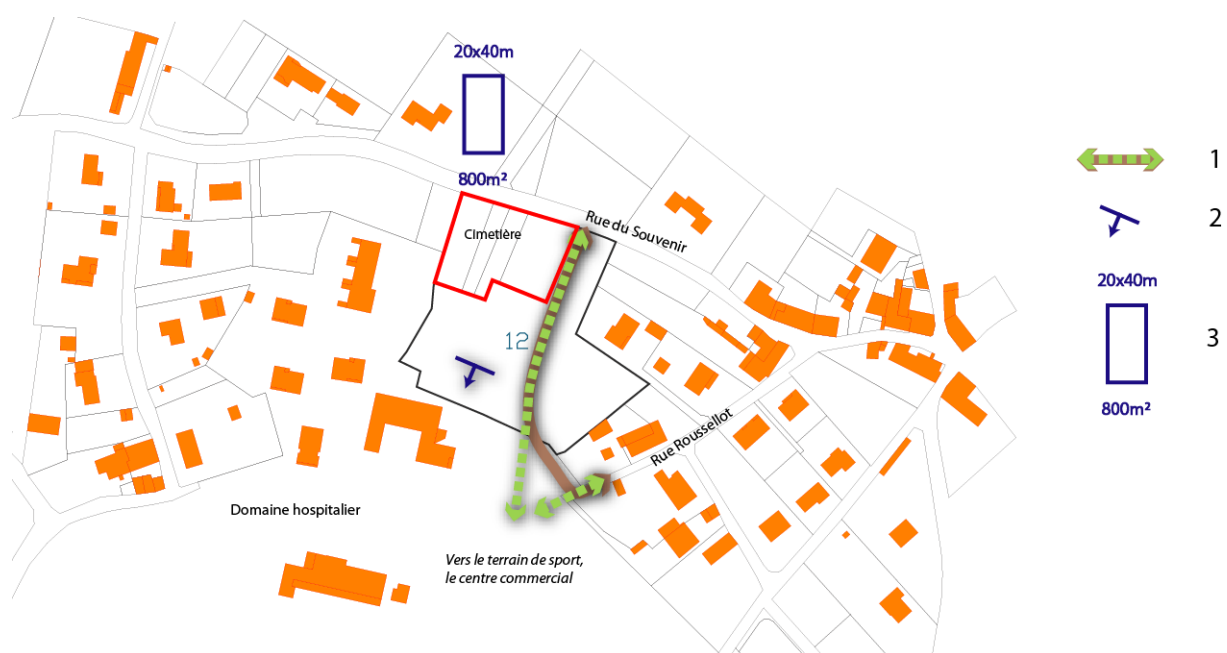 20x40m
800m²
Rue du Souvenir
Cimetière
12
Rue Roussellot
Domaine hospitalier
Vers le terrain de sport,
le centre commercial
1
2
20x40m
3
800m²